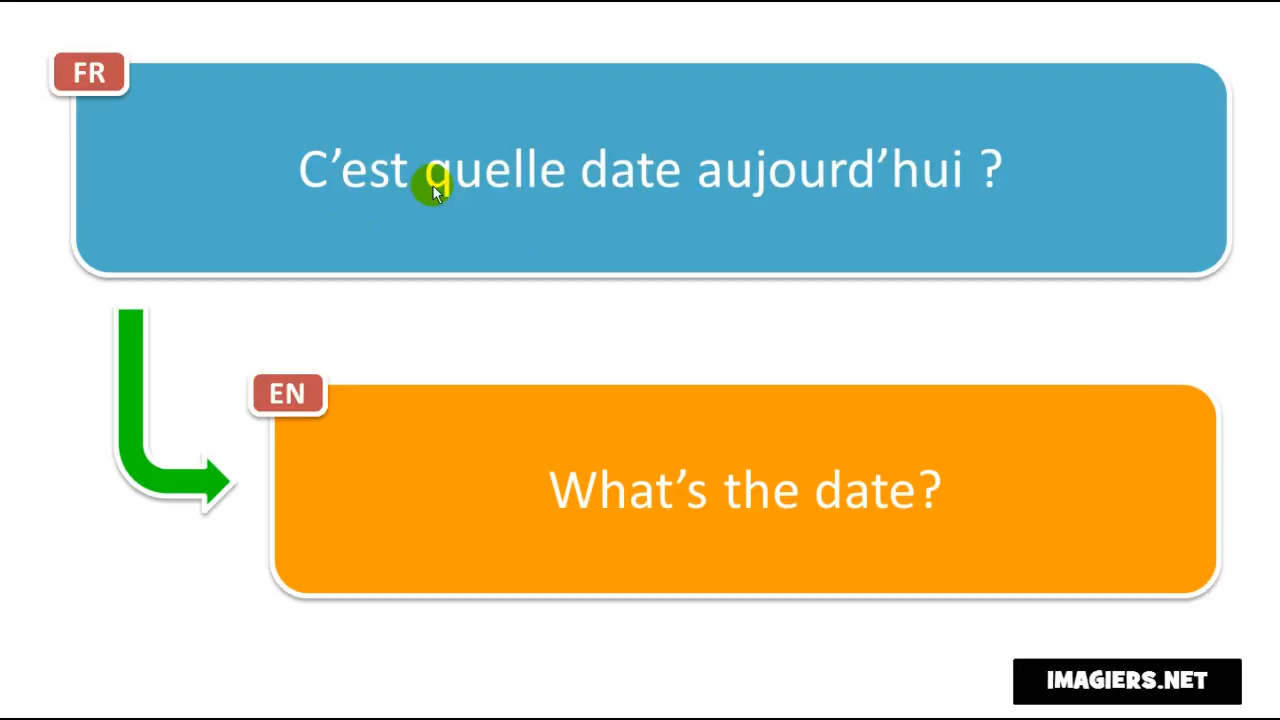 FR
C’est quelle date aujourd’hui ?
EN
What’s the date?
IMAGIERS.NET